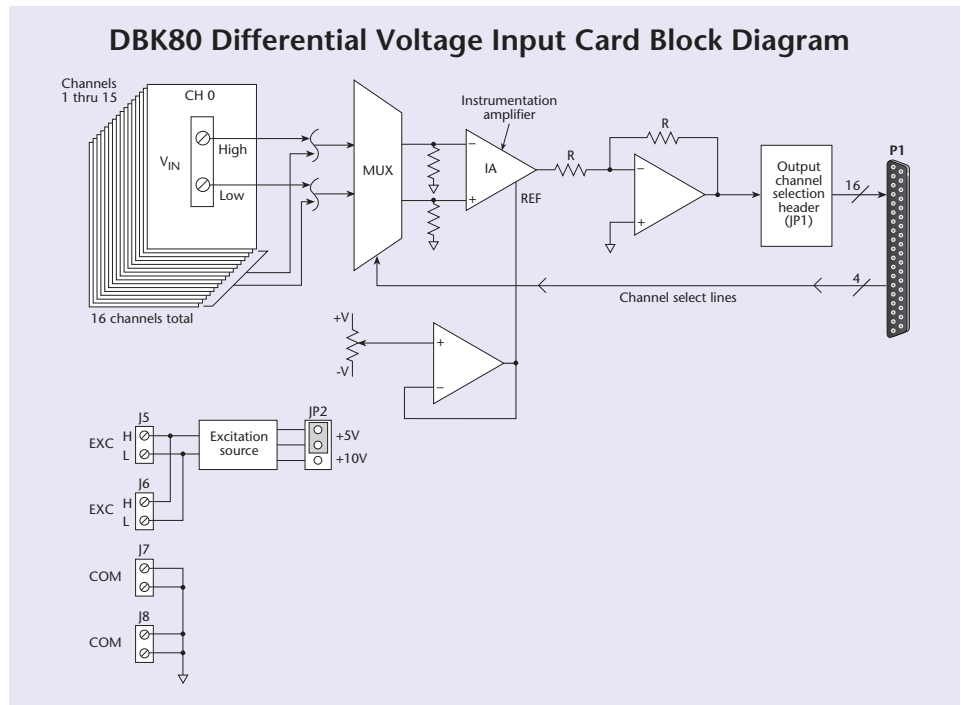 DBK80 Differential Voltage Input Card Block Diagram
Channels
1 thru 15
CH 0
VIN
High
Low
16 channels total
MUX
Instrumentation
amplifier
−
IA
+
REF
R
R
−
+
Output
channel
selection
header
(JP1)
16
P1
4
Channel select lines
+V
-V
+
−
J5
EXC
H
L
Excitation
source
JP2
+5V
+10V
J6
EXC
H
L
J7
COM
J8
COM